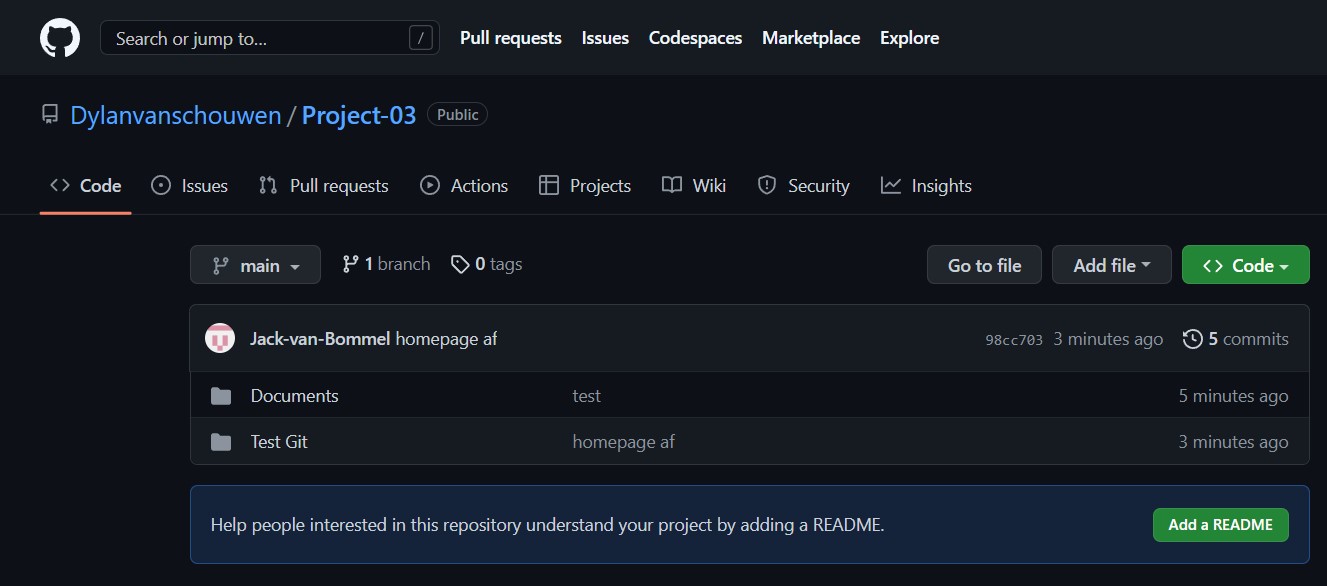 Search or jump to... / Pull requests Issues Codespaces Marketplace Explore
Dylanvanschouwen / Project-03 Public
Code Issues Pull requests Actions Projects Wiki Security Insights
main 1 branch 0 tags Go to file Add file Code
Jack-van-Bommel homepage af 98cc703 3 minutes ago 5 commits
Documents test 5 minutes ago
Test Git homepage af 3 minutes ago
Help people interested in this repository understand your project by adding a README. Add a README